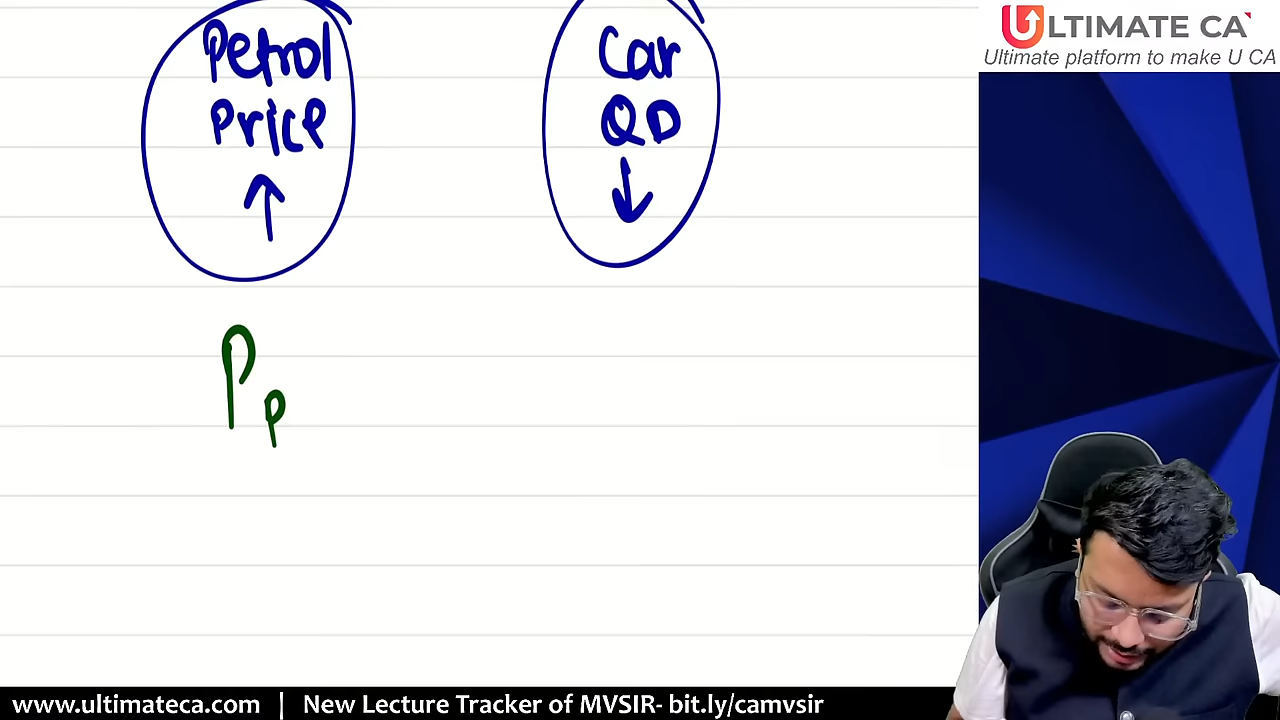 Petrol
Price
↑
Car
QD
↓
Pp
ULTIMATE CA
Ultimate platform to make U CA
www.ultimateca.com | New Lecture Tracker of MVSIR- bit.ly/camvsir